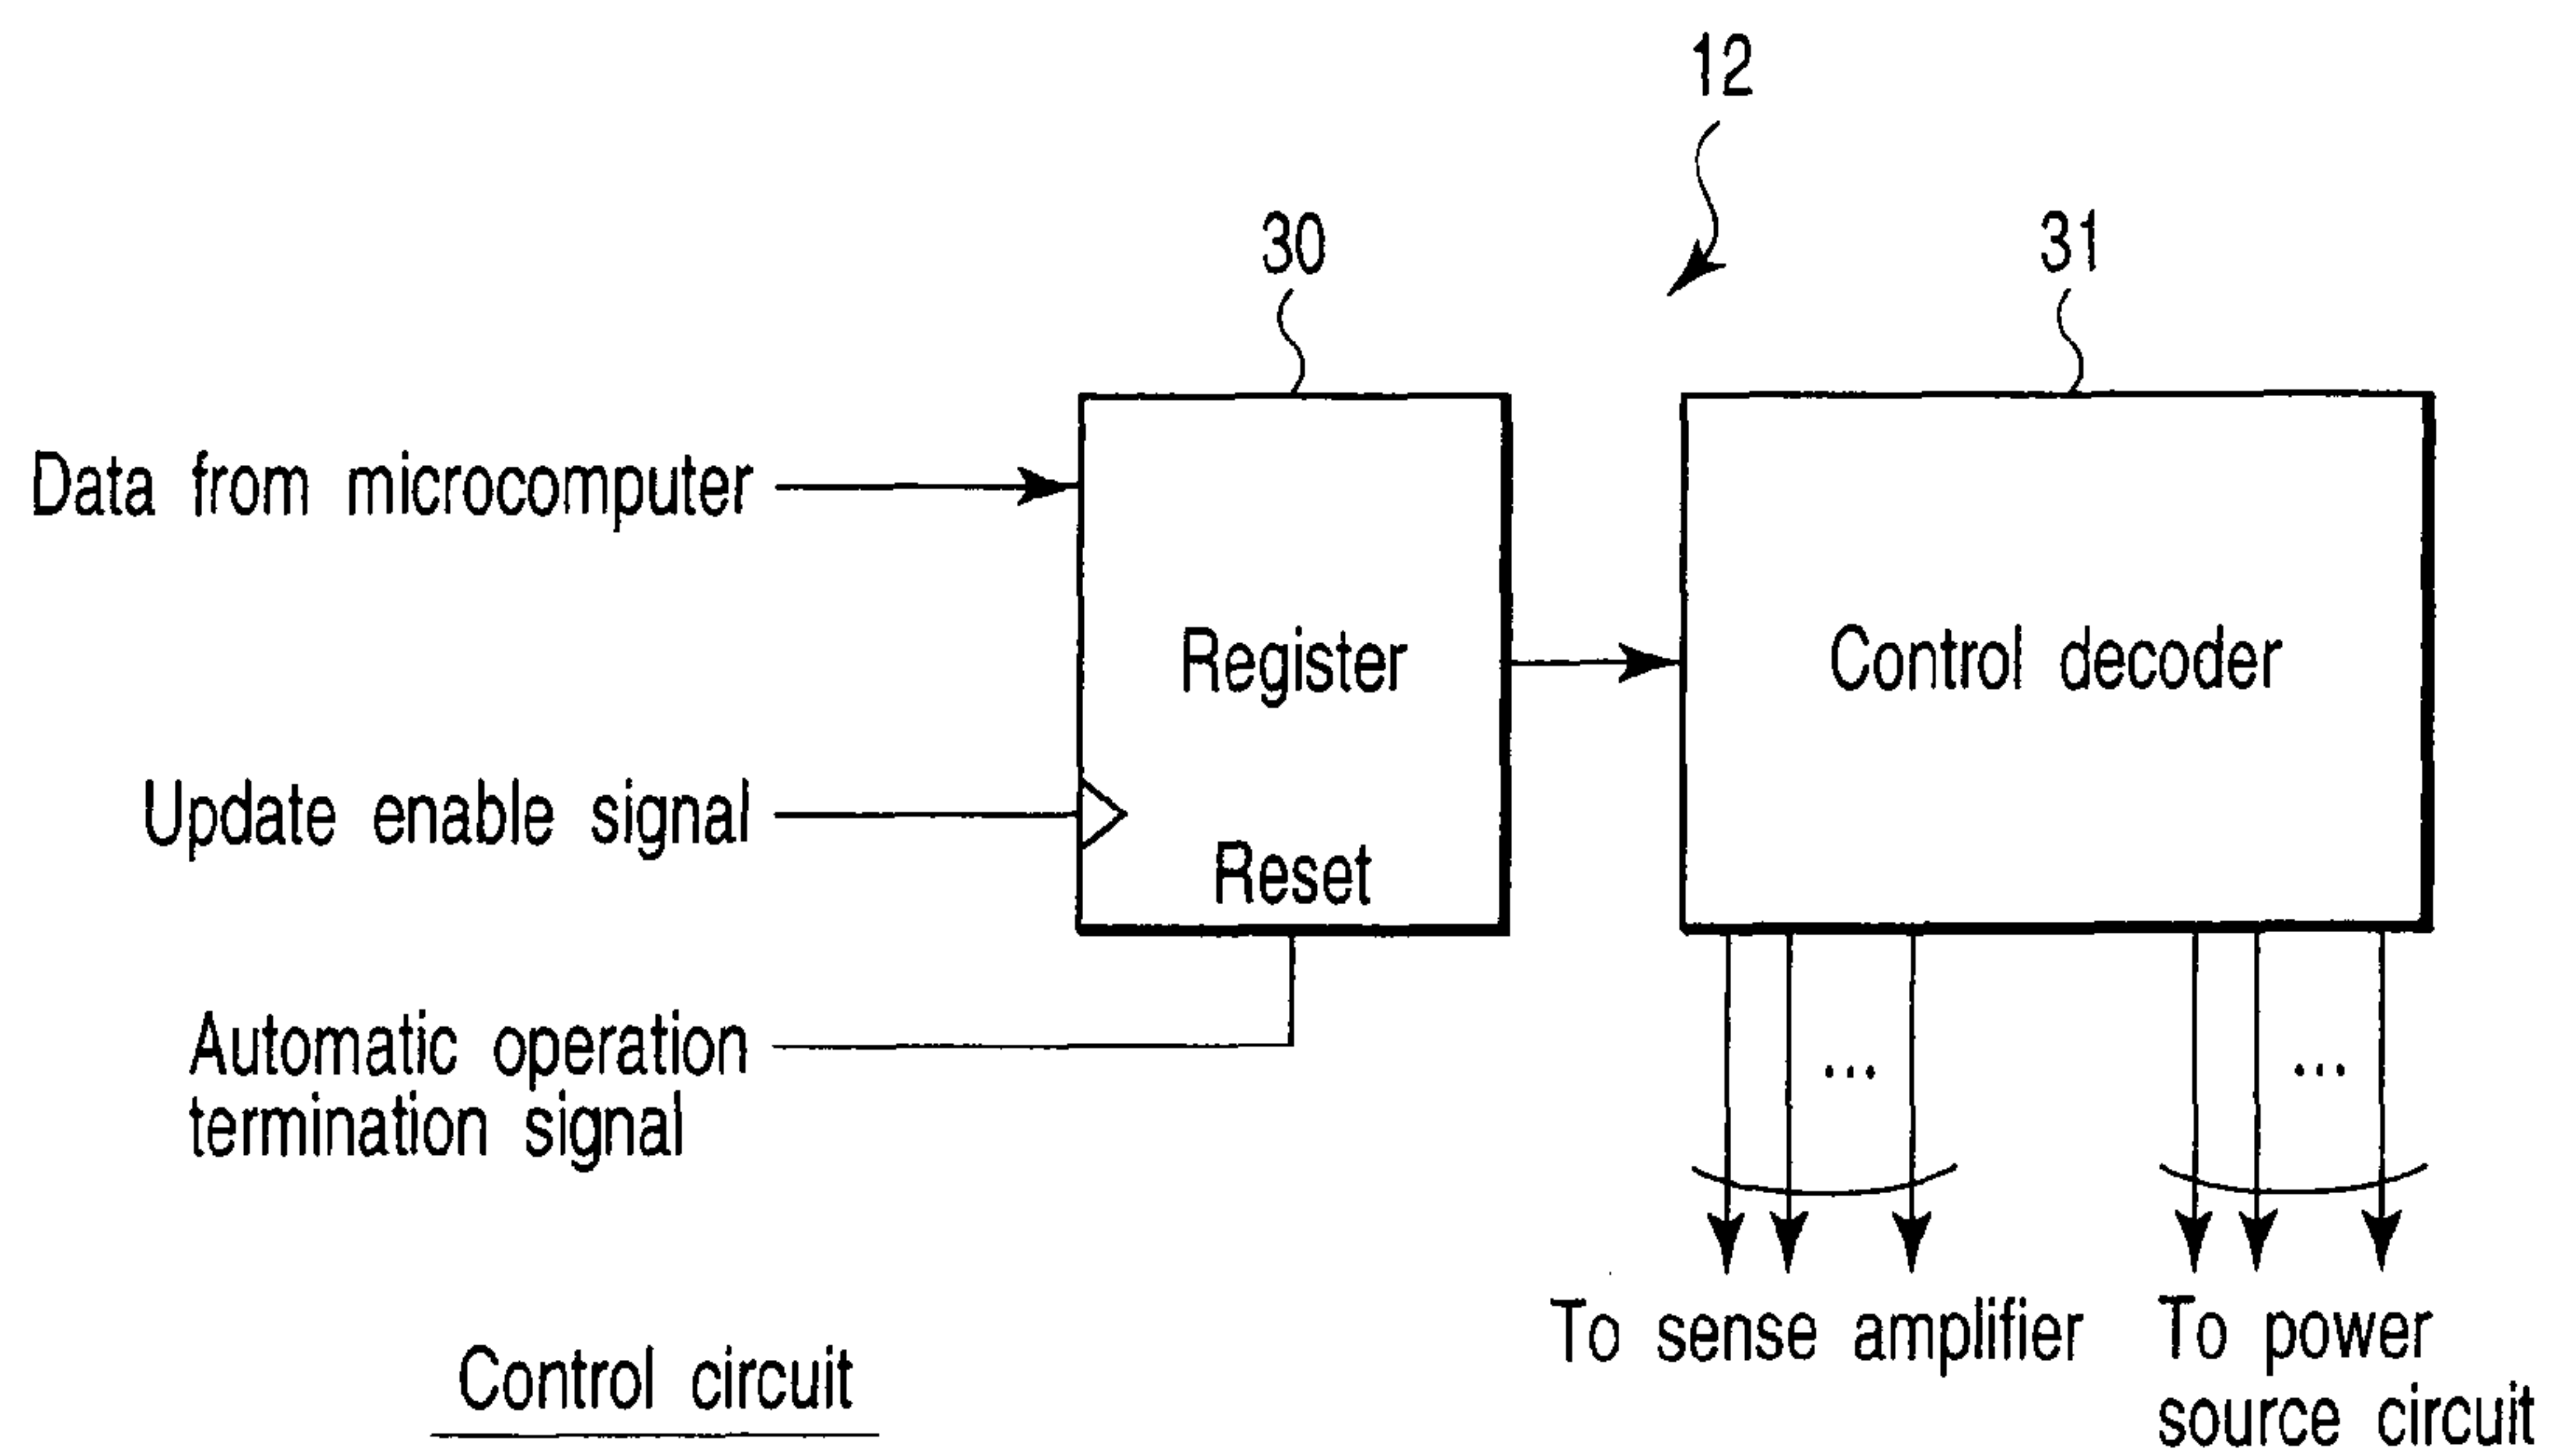 12
30
31
Data from microcomputer
Register
Control decoder
Update enable signal
Reset
Automatic operation
termination signal
...
...
To sense amplifier
To power
source circuit
Control circuit